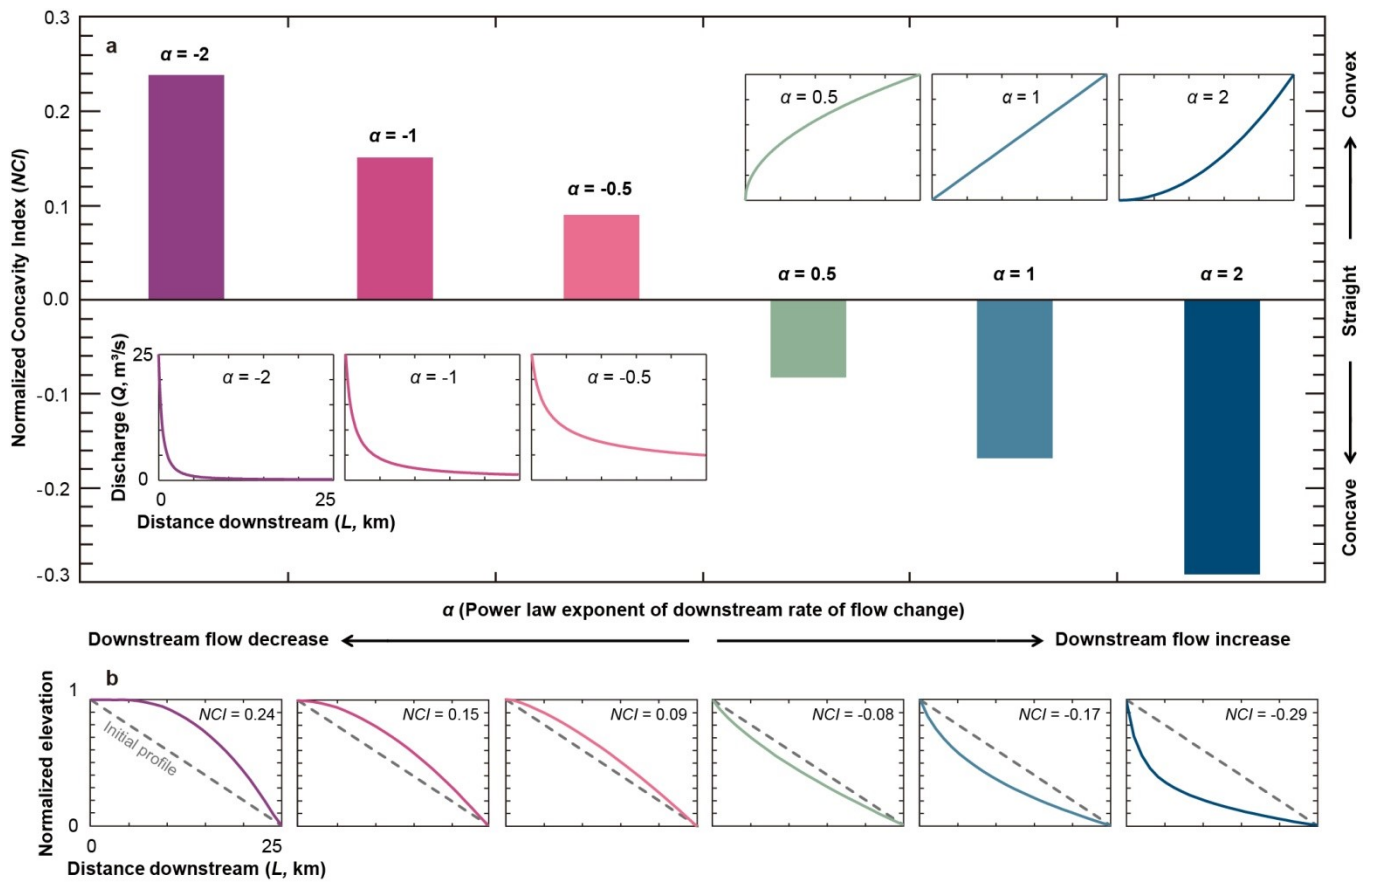 a
0.3
0.2
0.1
0.0
-0.1
-0.2
-0.3
Normalized Concavity Index (NCI)
α = -2
α = -1
α = -0.5
α = 0.5
α = 1
α = 2
α = 0.5
α = 1
α = 2
Convex
Straight
Concave
Discharge (Q, m³/s)
25
0
α = -2
α = -1
α = -0.5
0
25
Distance downstream (L, km)
α (Power law exponent of downstream rate of flow change)
Downstream flow decrease
Downstream flow increase
b
Normalized elevation
1
0
NCI = 0.24
NCI = 0.15
NCI = 0.09
NCI = -0.08
NCI = -0.17
NCI = -0.29
Initial profile
0
25
Distance downstream (L, km)